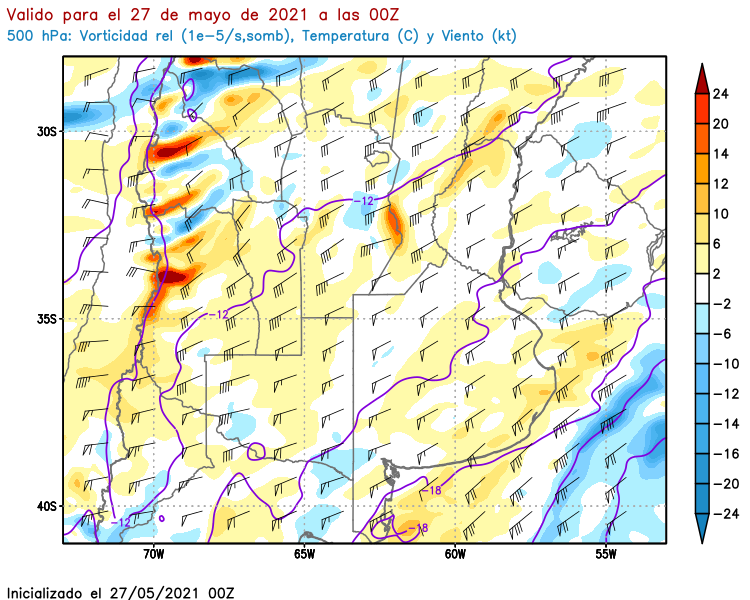 Valido para el 27 de mayo de 2021 a las 00Z
500 hPa: Vorticidad rel (1e-5/s,somb), Temperatura (C) y Viento (kt)
30S
35S
40S
70W
65W
60W
55W
-12
-12
-12
-18
-18
24
20
16
14
12
10
6
2
-2
-6
-10
-12
-14
-16
-20
-24
Inicializado el 27/05/2021 00Z